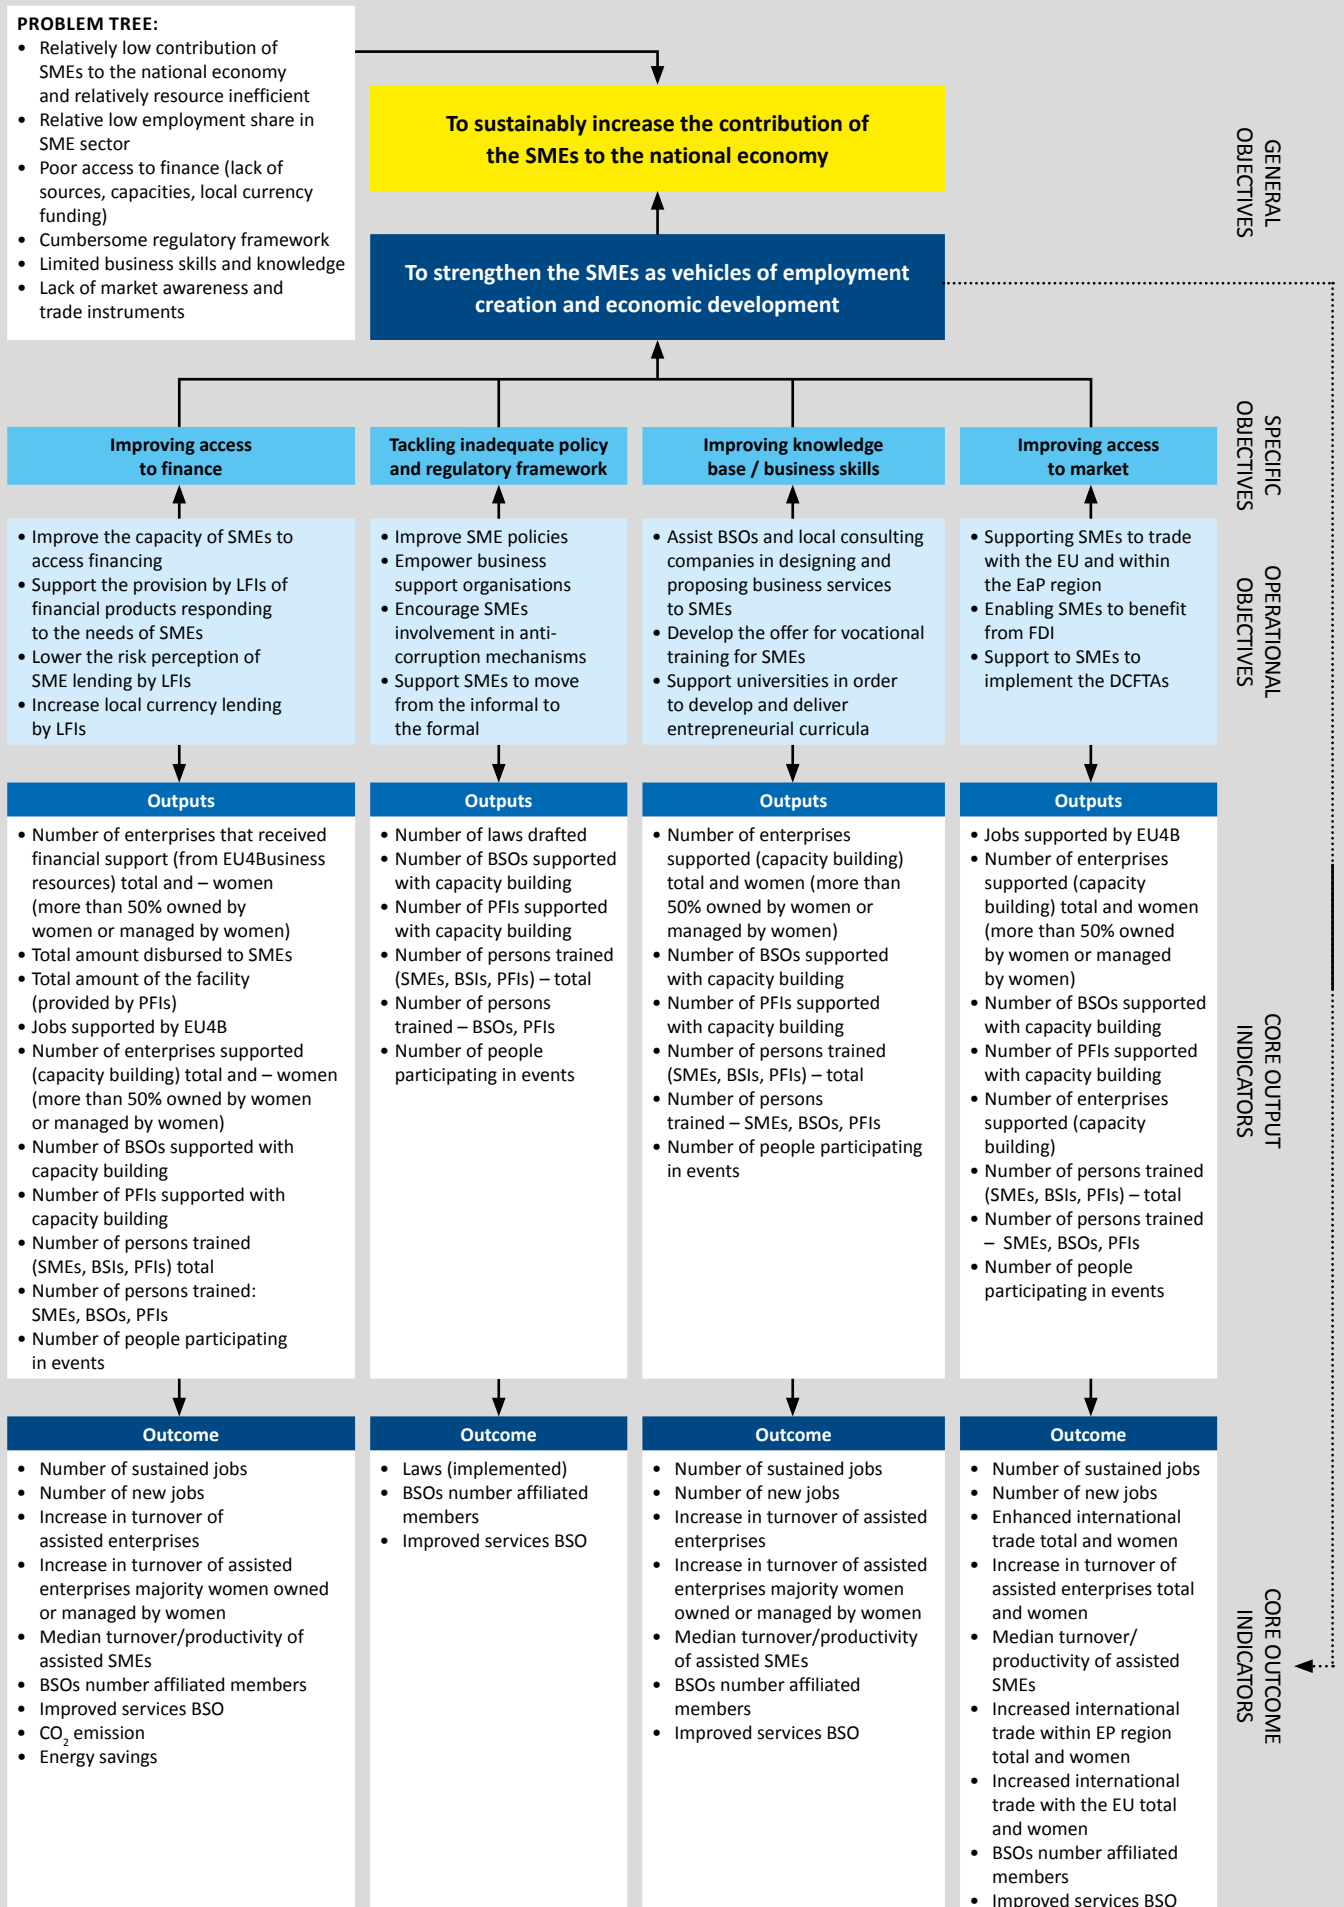 PROBLEM TREE:
• Relatively low contribution of
SMEs to the national economy
and relatively resource inefficient
• Relative low employment share in
SME sector
• Poor access to finance (lack of
sources, capacities, local currency
funding)
• Cumbersome regulatory framework
• Limited business skills and knowledge
• Lack of market awareness and
trade instruments
To sustainably increase the contribution of
the SMEs to the national economy
To strengthen the SMEs as vehicles of employment
creation and economic development
GENERAL
OBJECTIVES
Improving access
to finance
Tackling inadequate policy
and regulatory framework
Improving knowledge
base / business skills
Improving access
to market
SPECIFIC
OBJECTIVES
• Improve the capacity of SMEs to
access financing
• Support the provision by LFIs of
financial products responding
to the needs of SMEs
• Lower the risk perception of
SME lending by LFIs
• Increase local currency lending
by LFIs
• Improve SME policies
• Empower business
support organisations
• Encourage SMEs
involvement in anti-
corruption mechanisms
• Support SMEs to move
from the informal to
the formal
• Assist BSOs and local consulting
companies in designing and
proposing business services
to SMEs
• Develop the offer for vocational
training for SMEs
• Support universities in order
to develop and deliver
entrepreneurial curricula
• Supporting SMEs to trade
with the EU and within
the EaP region
• Enabling SMEs to benefit
from FDI
• Support to SMEs to
implement the DCFTAs
OPERATIONAL
OBJECTIVES
Outputs
• Number of enterprises that received
financial support (from EU4Business
resources) total and – women
(more than 50% owned by
women or managed by women)
• Total amount disbursed to SMEs
• Total amount of the facility
(provided by PFIs)
• Jobs supported by EU4B
• Number of enterprises supported
(capacity building) total and – women
(more than 50% owned by women
or managed by women)
• Number of BSOs supported with
capacity building
• Number of PFIs supported with
capacity building
• Number of persons trained
(SMEs, BSIs, PFIs) total
• Number of persons trained:
SMEs, BSOs, PFIs
• Number of people participating
in events
Outputs
• Number of laws drafted
• Number of BSOs supported
with capacity building
• Number of PFIs supported
with capacity building
• Number of persons trained
(SMEs, BSIs, PFIs) – total
• Number of persons
trained – BSOs, PFIs
• Number of people
participating in events
Outputs
• Number of enterprises
supported (capacity building)
total and women (more than
50% owned by women or
managed by women)
• Number of BSOs supported
with capacity building
• Number of PFIs supported
with capacity building
• Number of persons trained
(SMEs, BSIs, PFIs) – total
• Number of persons
trained – SMEs, BSOs, PFIs
• Number of people participating
in events
Outputs
• Jobs supported by EU4B
• Number of enterprises
supported (capacity
building) total and women
(more than 50% owned
by women or managed
by women)
• Number of BSOs supported
with capacity building
• Number of PFIs supported
with capacity building
• Number of enterprises
supported (capacity
building)
• Number of persons trained
(SMEs, BSIs, PFIs) – total
• Number of persons trained
– SMEs, BSOs, PFIs
• Number of people
participating in events
CORE OUTPUT
INDICATORS
Outcome
• Number of sustained jobs
• Number of new jobs
• Increase in turnover of
assisted enterprises
• Increase in turnover of assisted
enterprises majority women owned
or managed by women
• Median turnover/productivity of
assisted SMEs
• BSOs number affiliated members
• Improved services BSO
• CO2 emission
• Energy savings
Outcome
• Laws (implemented)
• BSOs number affiliated
members
• Improved services BSO
Outcome
• Number of sustained jobs
• Number of new jobs
• Increase in turnover of assisted
enterprises
• Increase in turnover of assisted
enterprises majority women
owned or managed by women
• Median turnover/productivity
of assisted SMEs
• BSOs number affiliated
members
• Improved services BSO
Outcome
• Number of sustained jobs
• Number of new jobs
• Enhanced international
trade total and women
• Increase in turnover of
assisted enterprises total
and women
• Median turnover/
productivity of assisted
SMEs
• Increased international
trade within EP region
total and women
• Increased international
trade with the EU total
and women
• BSOs number affiliated
members
• Improved services BSO
CORE OUTCOME
INDICATORS